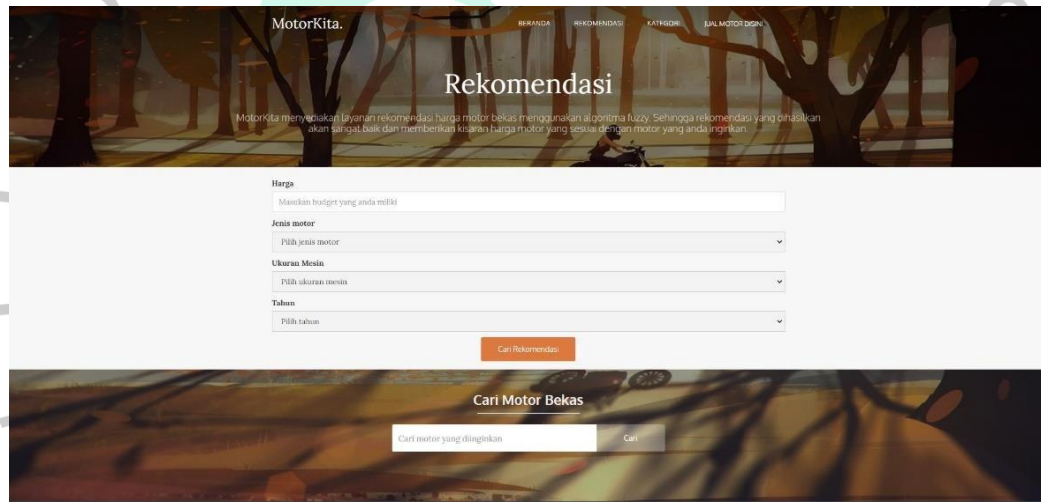 MotorKita.
BERANDA REKOMENDASI KATEGORI JUAL MOTOR DISINI
Rekomendasi
MotorKita menyediakan layanan rekomendasi harga motor bekas menggunakan algoritma fuzzy. Sehingga rekomendasi yang dihasilkan
akan sangat baik dan memberikan kisaran harga motor yang sesuai dengan motor yang anda inginkan.
Harga
Masukan budget yang anda miliki
Jenis motor
Pilih jenis motor
Ukuran Mesin
Pilih ukuran mesin
Tahun
Pilih tahun
Cari Rekomendasi
Cari Motor Bekas
Cari motor yang diinginkan
Cari